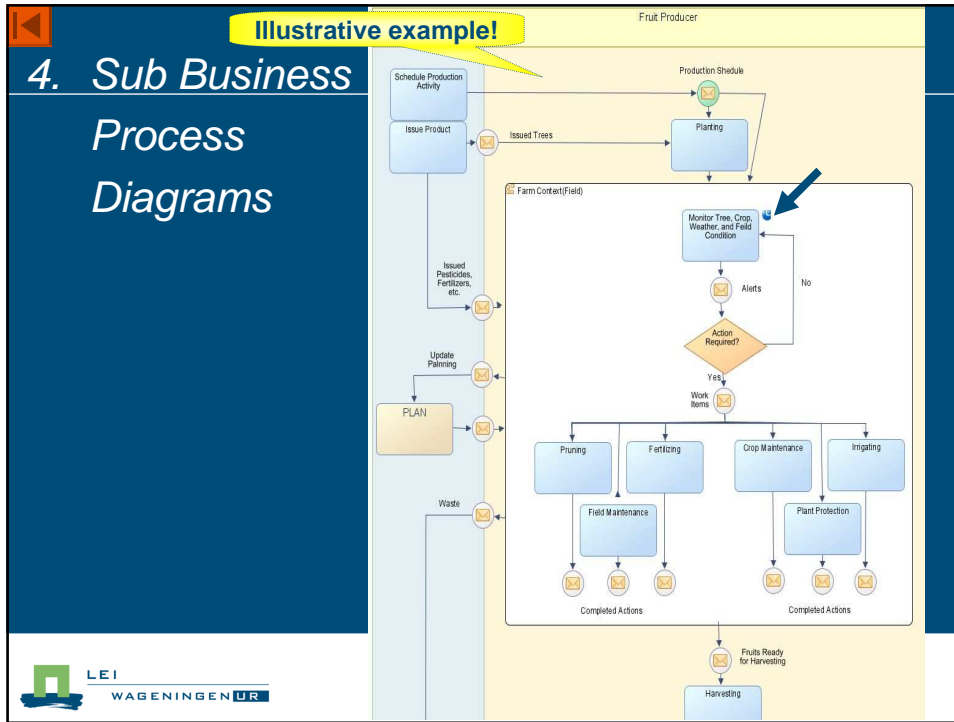 Illustrative example!
Fruit Producer
4. Sub Business
Process
Diagrams
Schedule Production
Activity
Production Shedule
Issue Product
Issued Trees
Planting
Farm Context(Field)
Monitor Tree, Crop,
Weather, and Feild
Condition
Issued
Pesticides,
Fertilizers,
etc.
Alerts
No
Action
Required?
Update
Palnning
Yes
Work
Items
PLAN
Pruning
Fertilizing
Crop Maintenance
Irrigating
Waste
Field Maintenance
Plant Protection
Completed Actions
Completed Actions
Fruits Ready
for Harvesting
Harvesting
LEI
WAGENINGEN UR